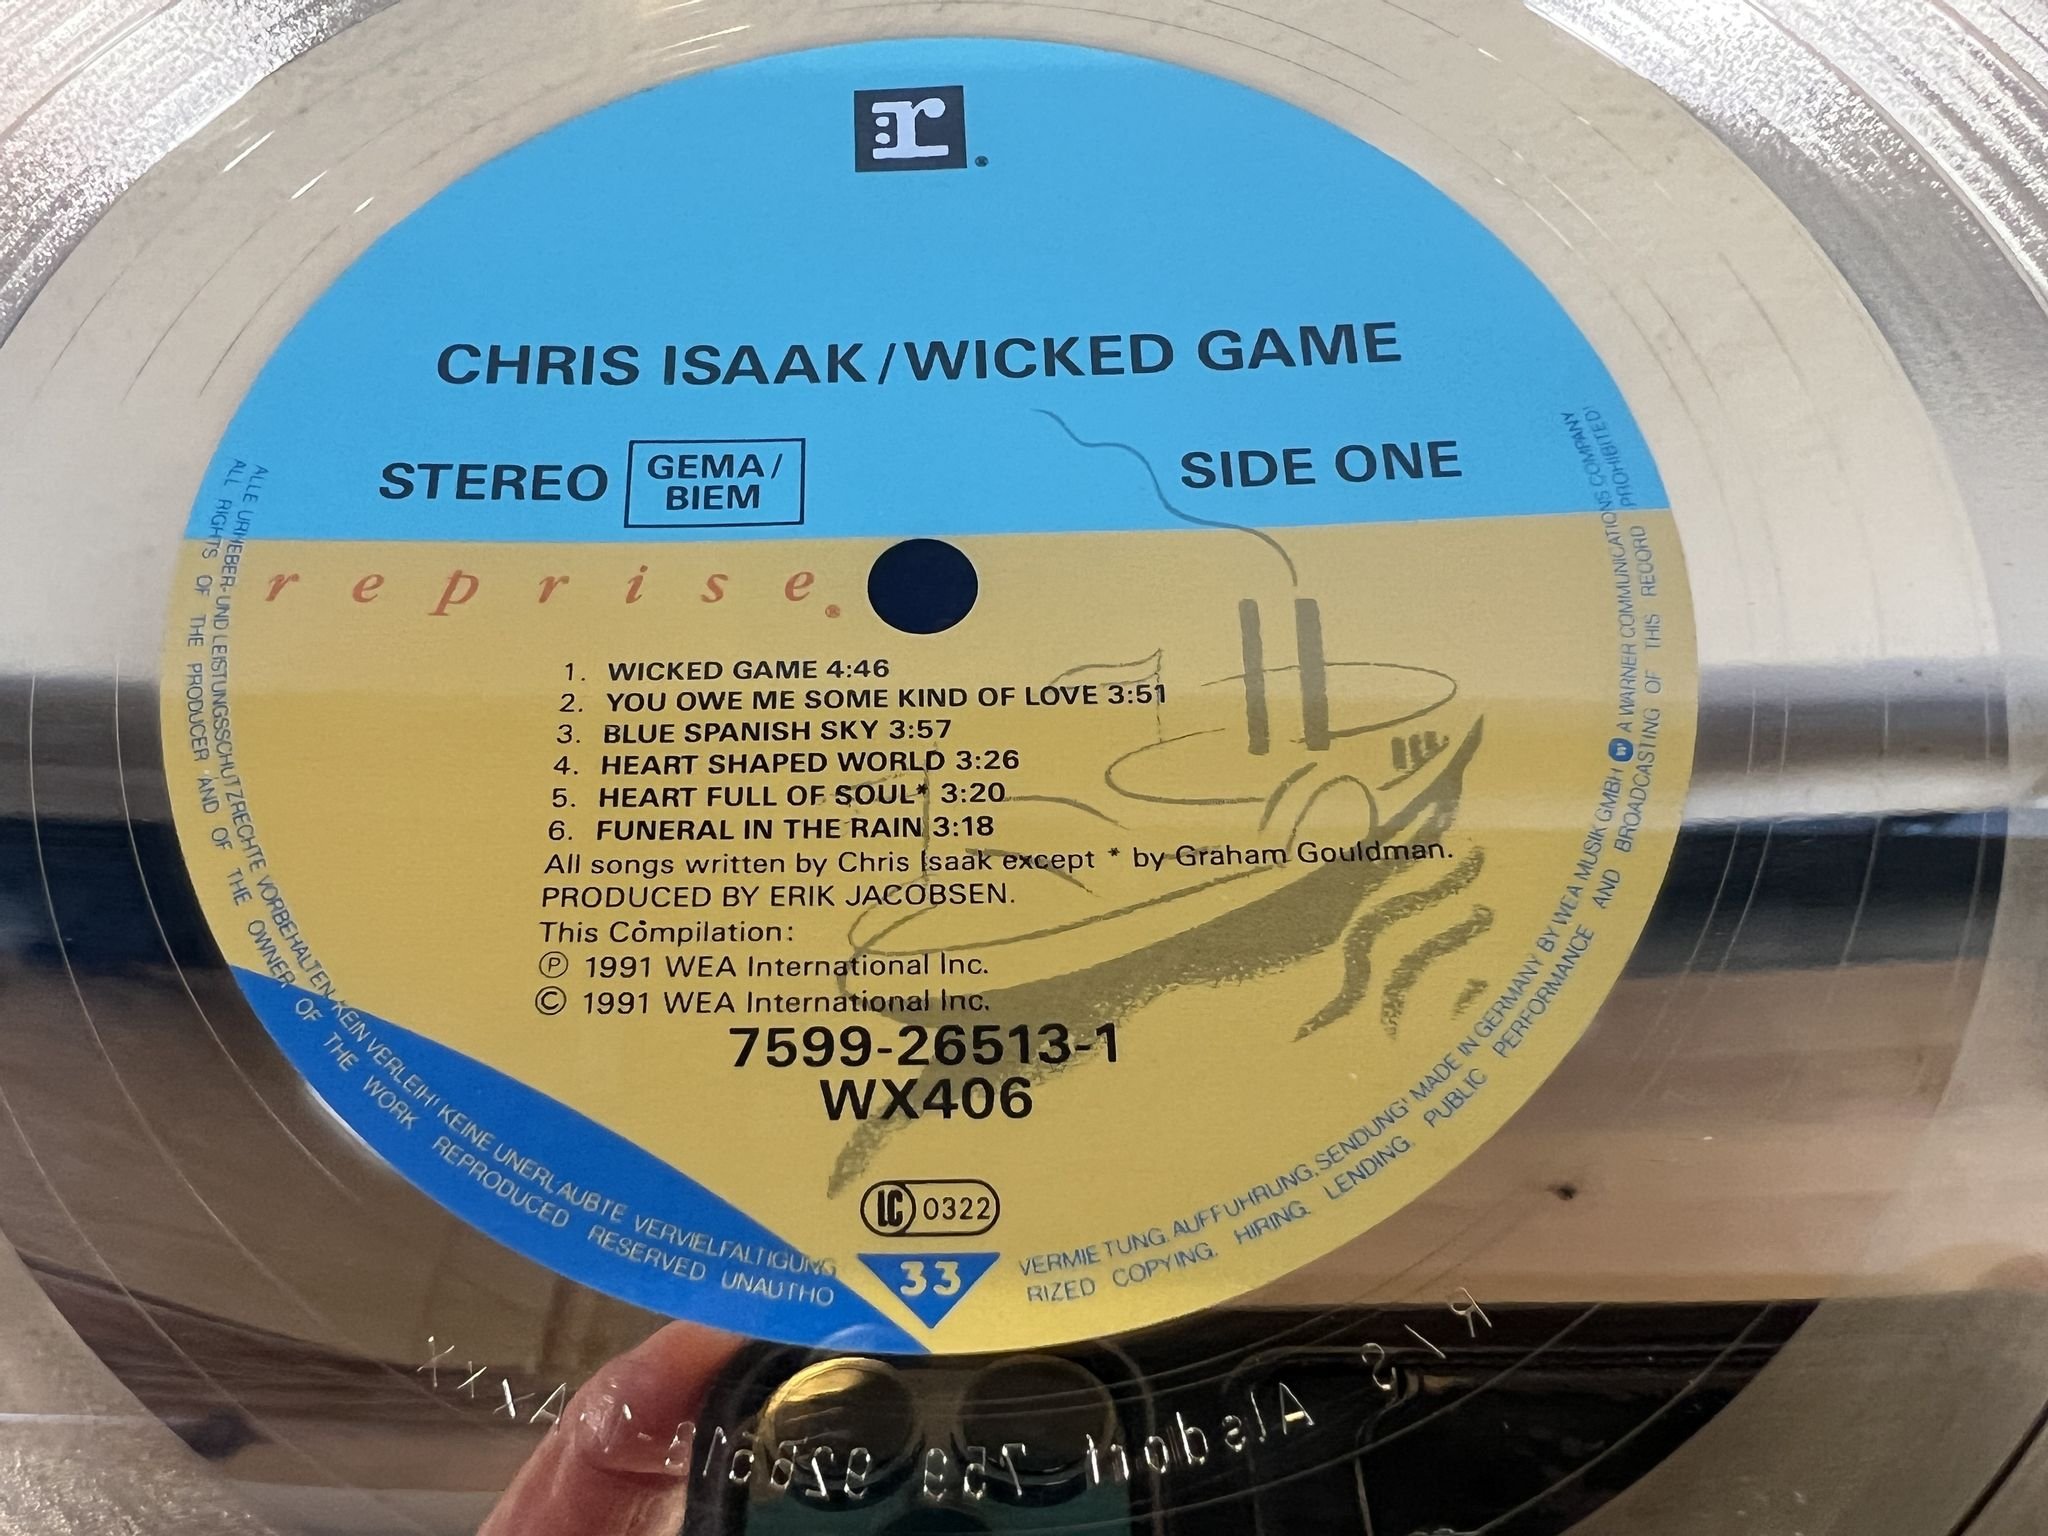 r
CHRIS ISAAK/WICKED GAME
STEREO GEMA/BIEM SIDE ONE
reprise®
1. WICKED GAME 4:46
2. YOU OWE ME SOME KIND OF LOVE 3:51
3. BLUE SPANISH SKY 3:57
4. HEART SHAPED WORLD 3:26
5. HEART FULL OF SOUL* 3:20
6. FUNERAL IN THE RAIN 3:18
All songs written by Chris Isaak except * by Graham Gouldman.
PRODUCED BY ERIK JACOBSEN.
This Compilation:
Ⓟ 1991 WEA International Inc.
© 1991 WEA International Inc.
7599-26513-1
WX406
LC 0322
33
ALLE URHEBER- UND LEISTUNGSSCHUTZRECHTE VORBEHALTEN. KEIN VERLEIH! KEINE UNERLAUBTE VERVIELFALTIGUNG, VERMIETUNG, AUFFUHRUNG, SENDUNG! MADE IN GERMANY BY WEA MUSIK GMBH A WARNER COMMUNICATIONS COMPANY
ALL RIGHTS OF THE PRODUCER AND OF THE OWNER OF THE WORK REPRODUCED RESERVED UNAUTHORIZED COPYING, HIRING, LENDING, PUBLIC PERFORMANCE AND BROADCASTING OF THIS RECORD PROHIBITED!
R/S Alsdorf